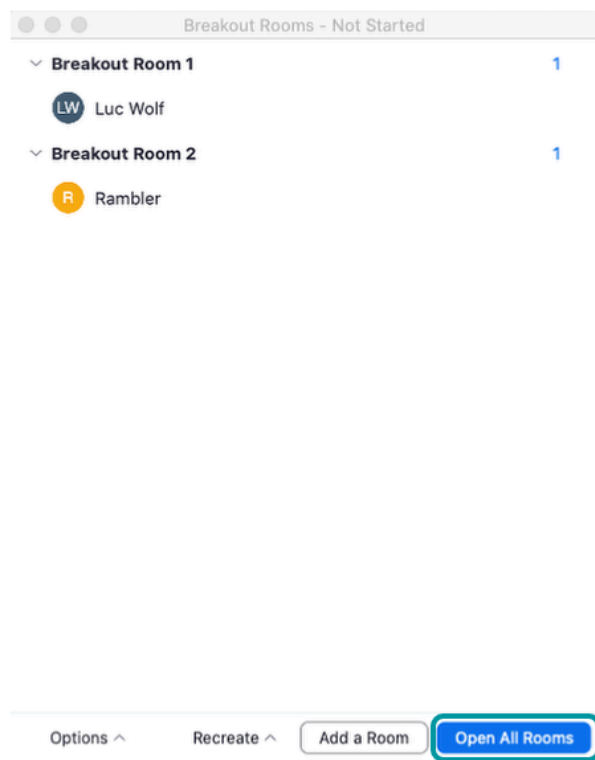 Breakout Rooms - Not Started
Breakout Room 1 1
LW Luc Wolf
Breakout Room 2 1
R Rambler
Options Recreate Add a Room Open All Rooms